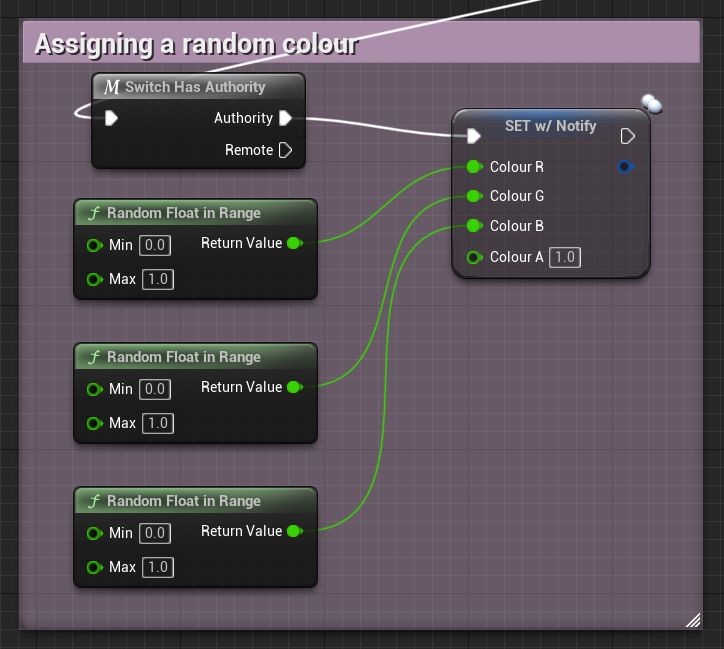 Assigning a random colour
Switch Has Authority
Authority
Remote
SET w/ Notify
Colour R
Colour G
Colour B
Colour A 1.0
Random Float in Range
Min 0.0 Return Value
Max 1.0
Random Float in Range
Min 0.0 Return Value
Max 1.0
Random Float in Range
Min 0.0 Return Value
Max 1.0